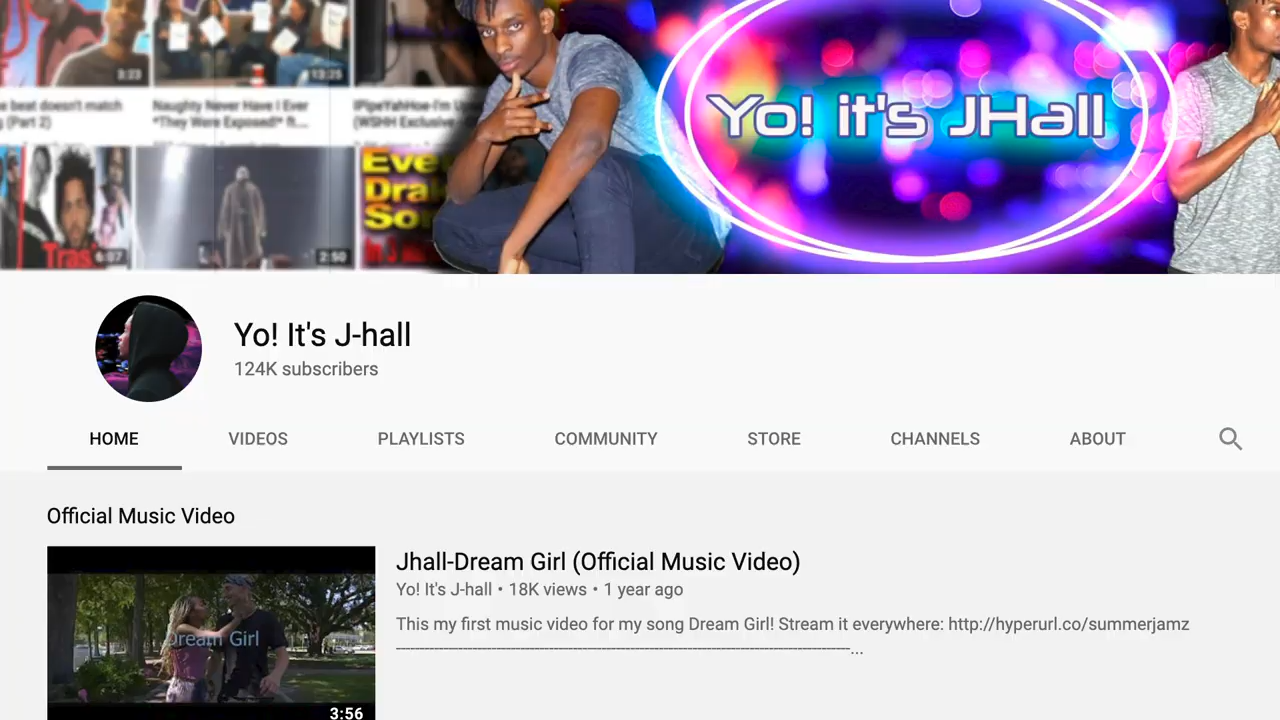 3:23
13:25
e beat doesn't match
g (Part 2)
Naughty Never Have I Ever
*They Were Exposed!* ft....
(WSHH Exclusive -
6:07
2:50
Yo! it's JHall
Yo! It's J-hall
124K subscribers
HOME
VIDEOS
PLAYLISTS
COMMUNITY
STORE
CHANNELS
ABOUT
Official Music Video
Dream Girl
3:56
Jhall-Dream Girl (Official Music Video)
Yo! It's J-hall • 18K views • 1 year ago
This my first music video for my song Dream Girl! Stream it everywhere: http://hyperurl.co/summerjamz
--------------------------------------------------------------------------------------------...